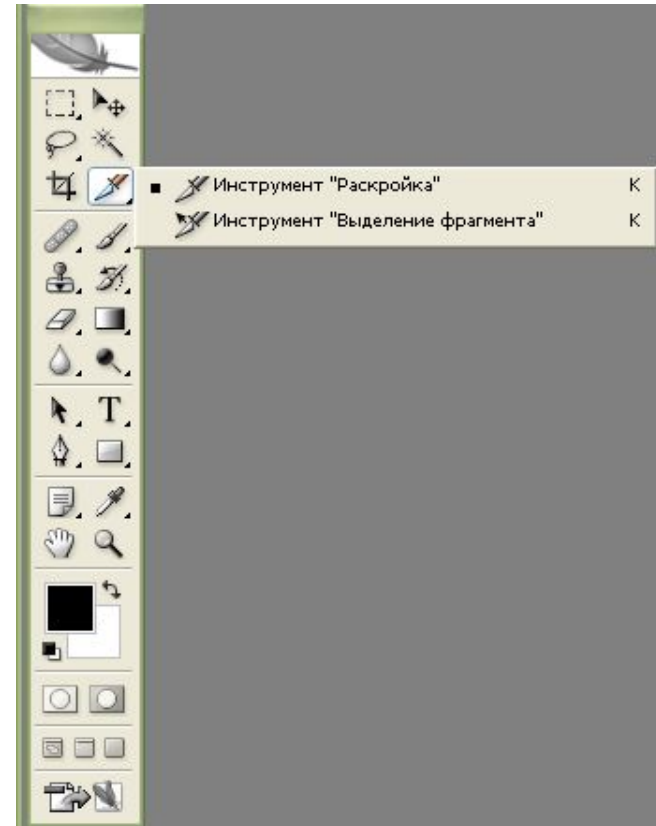 Инструмент "Раскройка" K
Инструмент "Выделение фрагмента" K
T